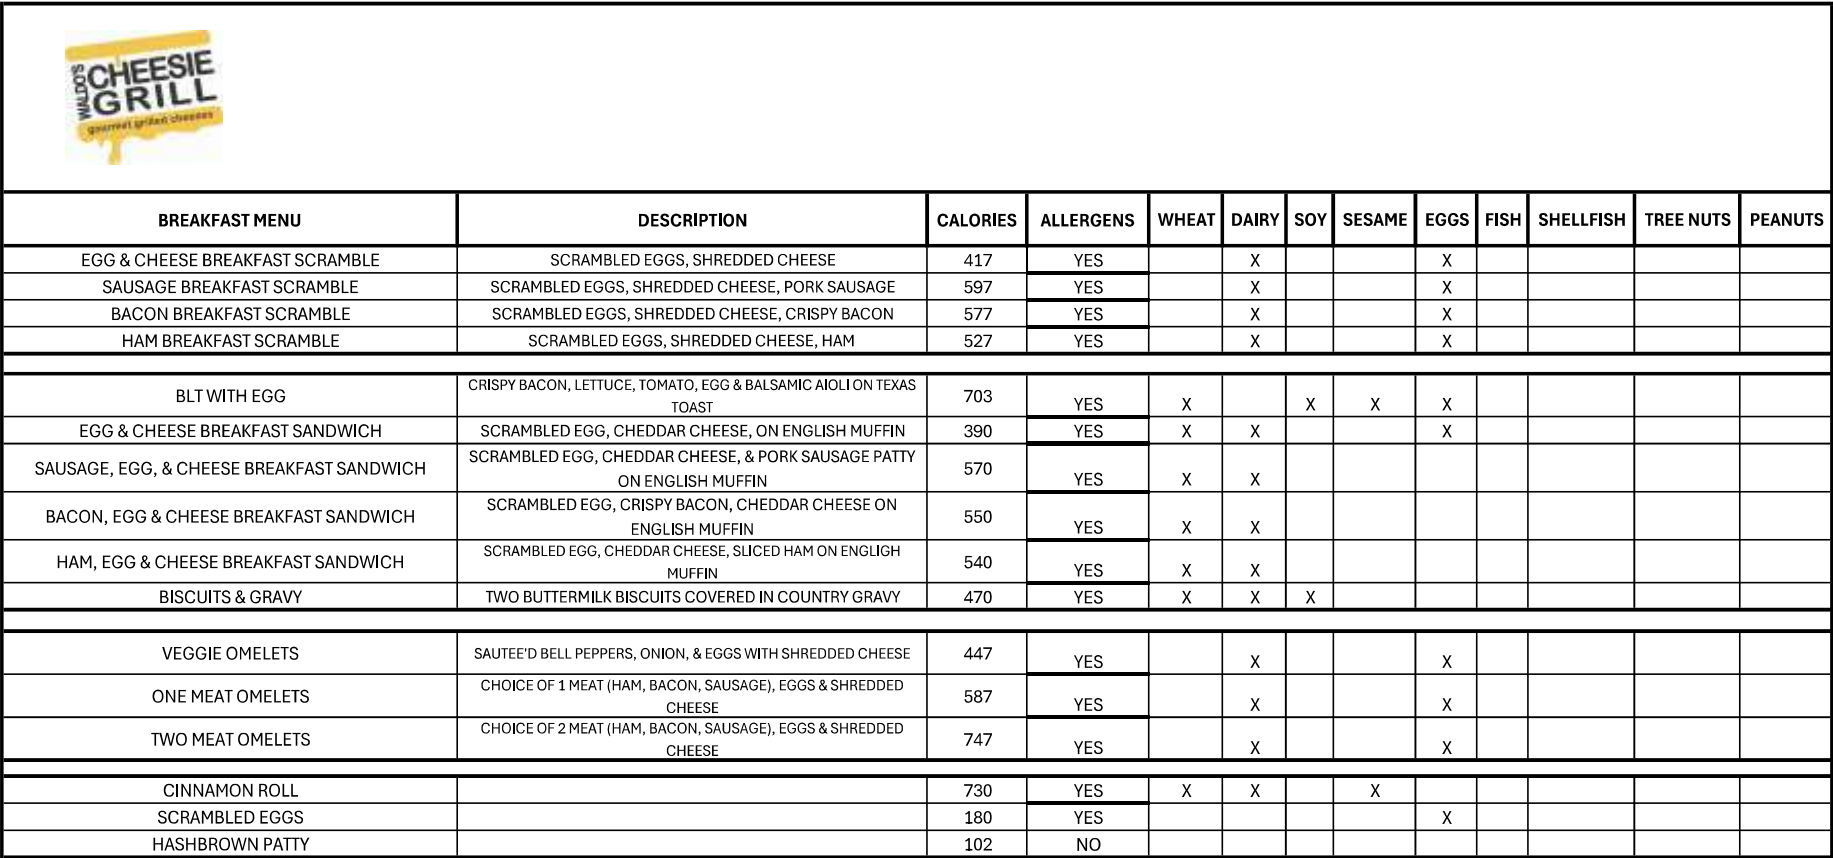 WALDO'S
CHEESIE
GRILL
gourmet grilled cheeses
BREAKFAST MENU DESCRIPTION CALORIES ALLERGENS WHEAT DAIRY SOY SESAME EGGS FISH SHELLFISH TREE NUTS PEANUTS
EGG & CHEESE BREAKFAST SCRAMBLE SCRAMBLED EGGS, SHREDDED CHEESE 417 YES X X
SAUSAGE BREAKFAST SCRAMBLE SCRAMBLED EGGS, SHREDDED CHEESE, PORK SAUSAGE 597 YES X X
BACON BREAKFAST SCRAMBLE SCRAMBLED EGGS, SHREDDED CHEESE, CRISPY BACON 577 YES X X
HAM BREAKFAST SCRAMBLE SCRAMBLED EGGS, SHREDDED CHEESE, HAM 527 YES X X
BLT WITH EGG CRISPY BACON, LETTUCE, TOMATO, EGG & BALSAMIC AIOLI ON TEXAS
TOAST 703 YES X X X X
EGG & CHEESE BREAKFAST SANDWICH SCRAMBLED EGG, CHEDDAR CHEESE, ON ENGLISH MUFFIN 390 YES X X X
SAUSAGE, EGG, & CHEESE BREAKFAST SANDWICH SCRAMBLED EGG, CHEDDAR CHEESE, & PORK SAUSAGE PATTY
ON ENGLISH MUFFIN 570 YES X X
BACON, EGG & CHEESE BREAKFAST SANDWICH SCRAMBLED EGG, CRISPY BACON, CHEDDAR CHEESE ON
ENGLISH MUFFIN 550 YES X X
HAM, EGG & CHEESE BREAKFAST SANDWICH SCRAMBLED EGG, CHEDDAR CHEESE, SLICED HAM ON ENGLIGH
MUFFIN 540 YES X X
BISCUITS & GRAVY TWO BUTTERMILK BISCUITS COVERED IN COUNTRY GRAVY 470 YES X X X
VEGGIE OMELETS SAUTEE'D BELL PEPPERS, ONION, & EGGS WITH SHREDDED CHEESE 447 YES X X
ONE MEAT OMELETS CHOICE OF 1 MEAT (HAM, BACON, SAUSAGE), EGGS & SHREDDED
CHEESE 587 YES X X
TWO MEAT OMELETS CHOICE OF 2 MEAT (HAM, BACON, SAUSAGE), EGGS & SHREDDED
CHEESE 747 YES X X
CINNAMON ROLL 730 YES X X X
SCRAMBLED EGGS 180 YES X
HASHBROWN PATTY 102 NO